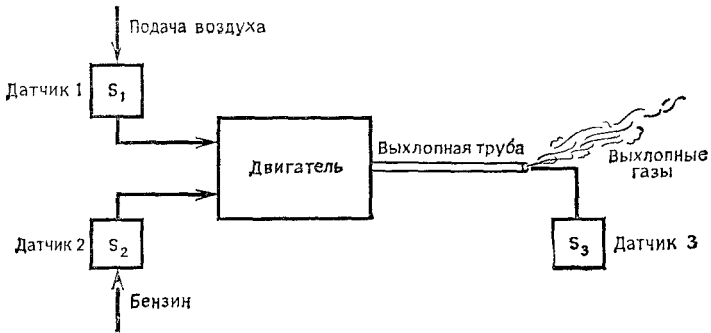 Подача воздуха
Датчик 1
S₁
Двигатель
Выхлопная труба
Выхлопные
газы
Датчик 2
S₂
S₃
Датчик 3
Бензин